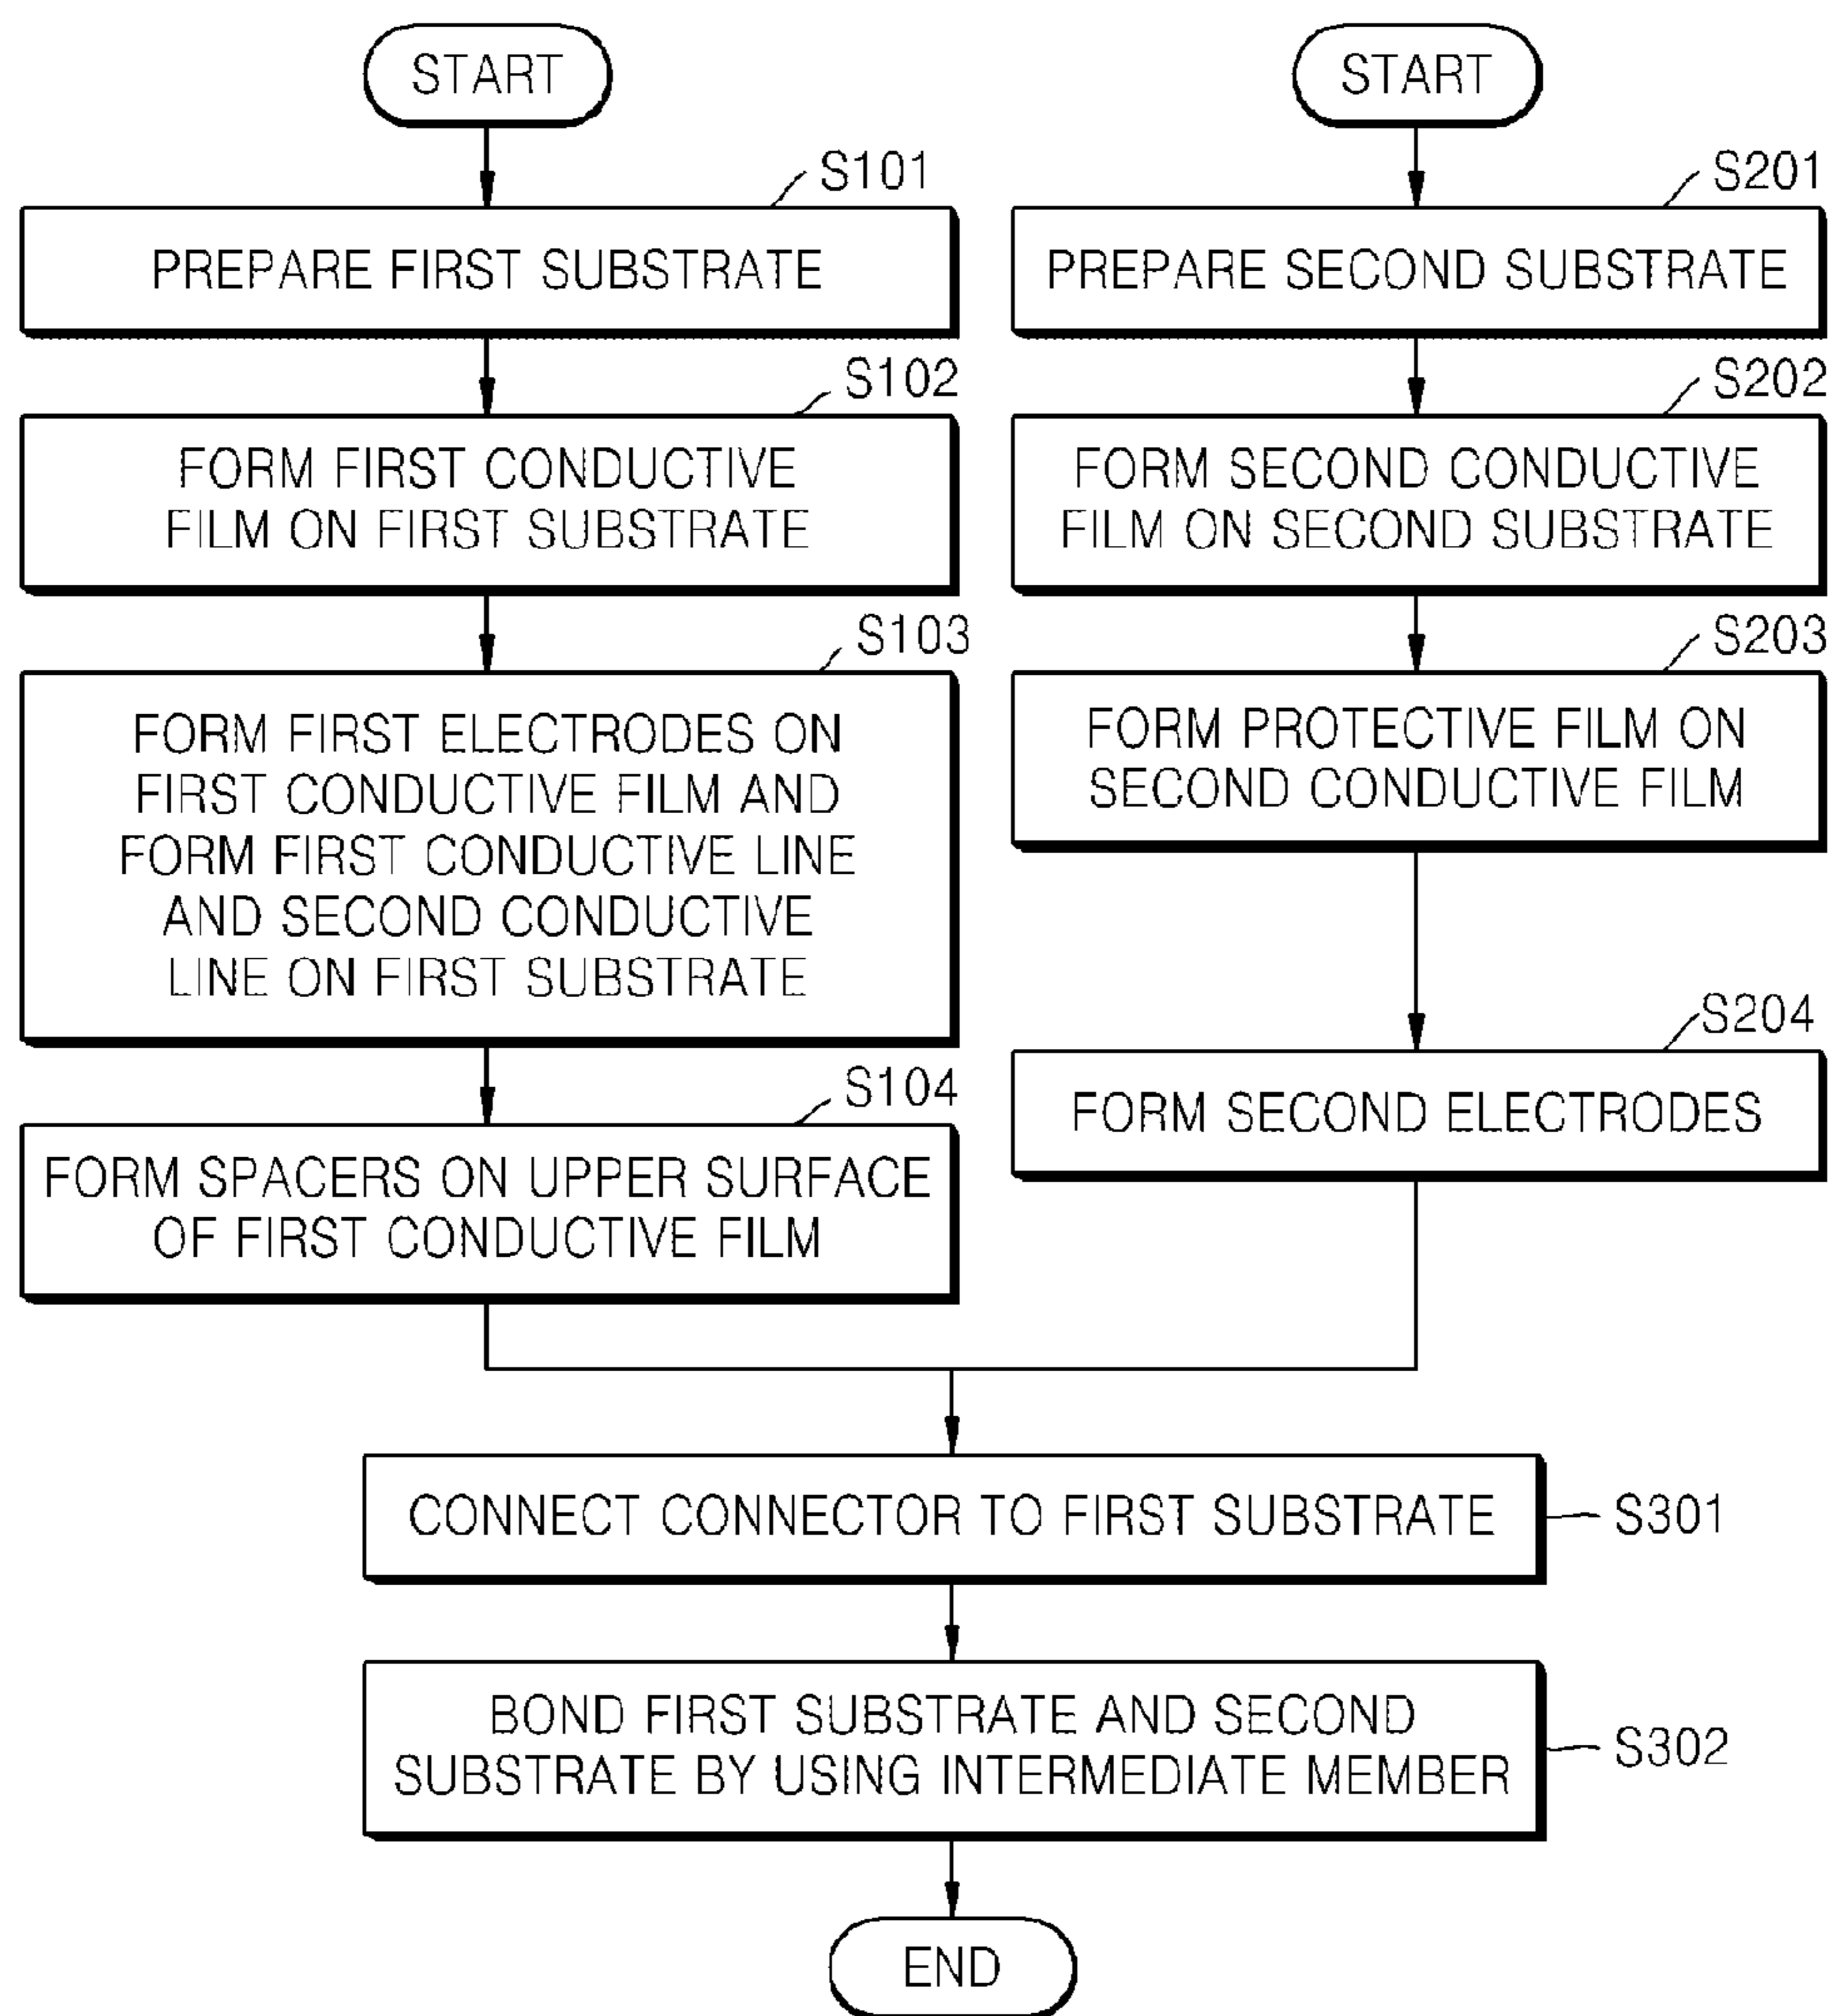 START
S101
PREPARE FIRST SUBSTRATE
S102
FORM FIRST CONDUCTIVE
FILM ON FIRST SUBSTRATE
S103
FORM FIRST ELECTRODES ON
FIRST CONDUCTIVE FILM AND
FORM FIRST CONDUCTIVE LINE
AND SECOND CONDUCTIVE
LINE ON FIRST SUBSTRATE
S104
FORM SPACERS ON UPPER SURFACE
OF FIRST CONDUCTIVE FILM
START
S201
PREPARE SECOND SUBSTRATE
S202
FORM SECOND CONDUCTIVE
FILM ON SECOND SUBSTRATE
S203
FORM PROTECTIVE FILM ON
SECOND CONDUCTIVE FILM
S204
FORM SECOND ELECTRODES
CONNECT CONNECTOR TO FIRST SUBSTRATE
S301
BOND FIRST SUBSTRATE AND SECOND
SUBSTRATE BY USING INTERMEDIATE MEMBER
S302
END